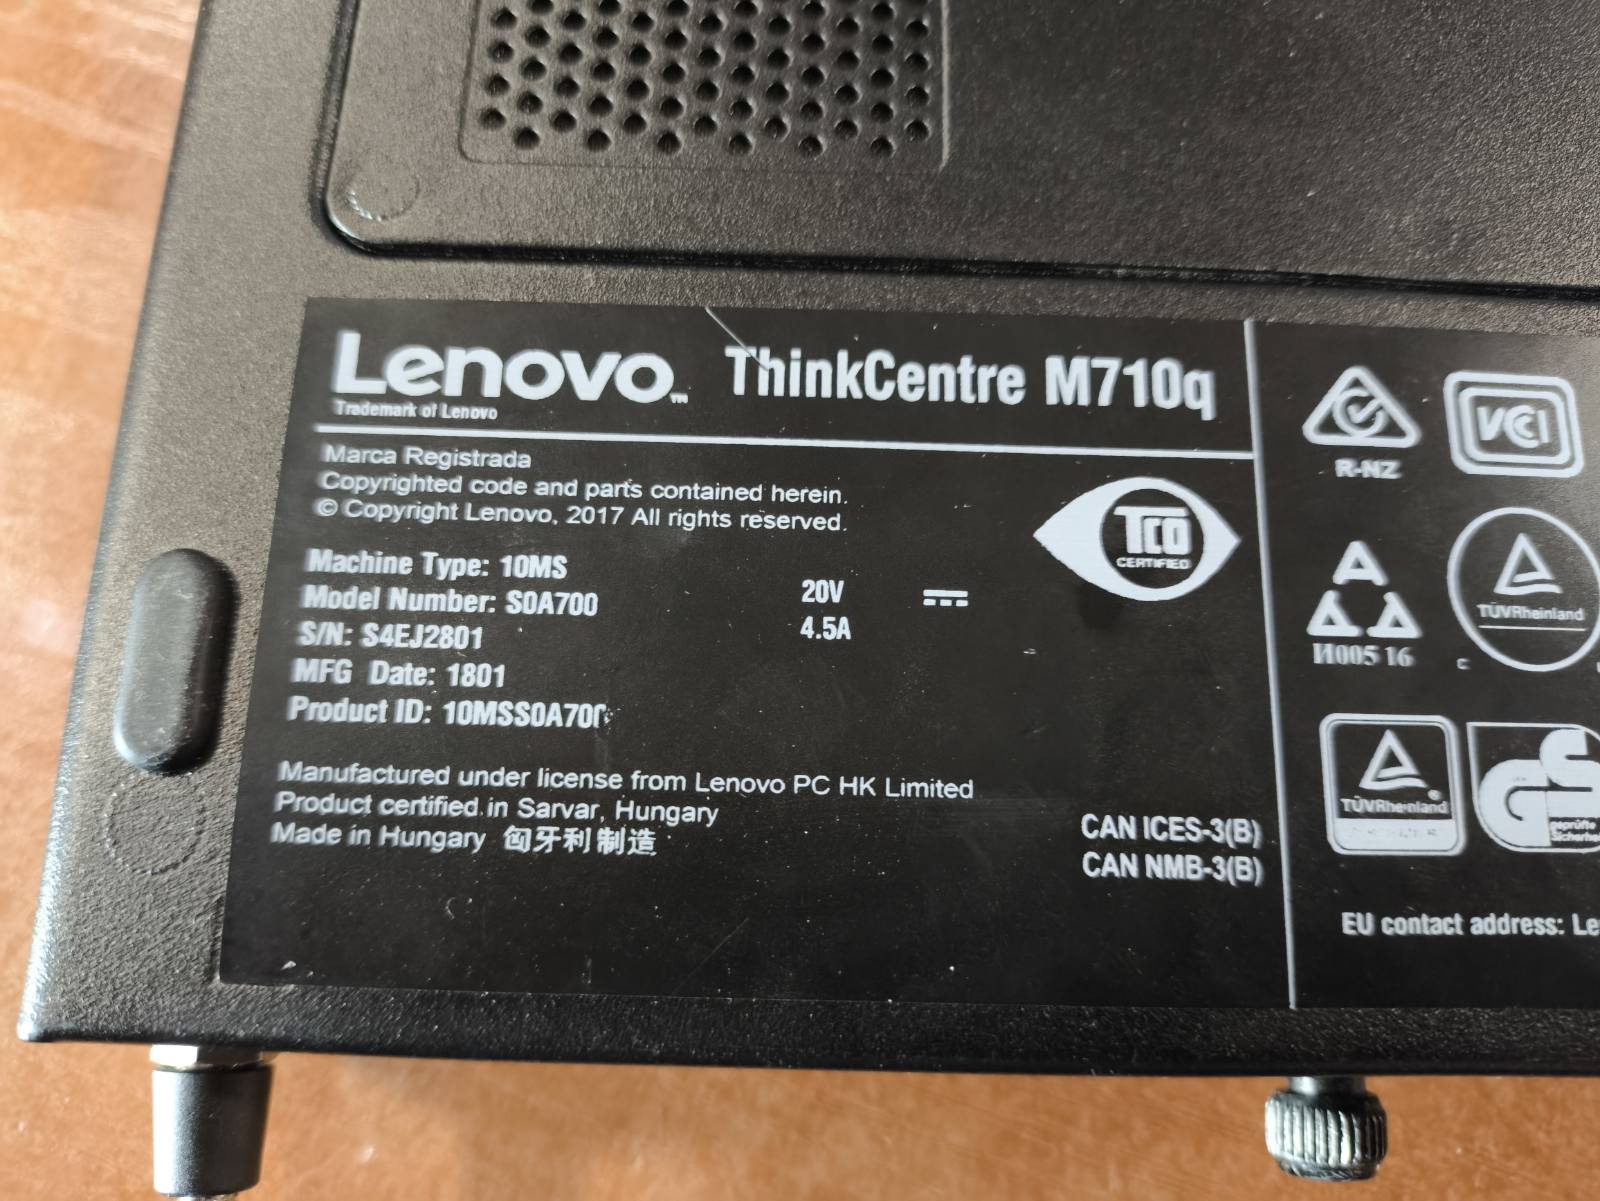 Lenovo™ ThinkCentre M710q
Trademark of Lenovo
Marca Registrada
Copyrighted code and parts contained herein.
© Copyright Lenovo, 2017 All rights reserved.
Machine Type: 10MS
Model Number: S0A700
S/N: S4EJ2801
MFG Date: 1801
Product ID: 10MSS0A700
20V
4.5A
TCO
CERTIFIED
Manufactured under license from Lenovo PC HK Limited
Product certified in Sarvar, Hungary
Made in Hungary 匈牙利制造
CAN ICES-3(B)
CAN NMB-3(B)
R-NZ
VCI
И005 16
TÜVRheinland
C
TÜVRheinland
GS
geprüfte
EU contact address: